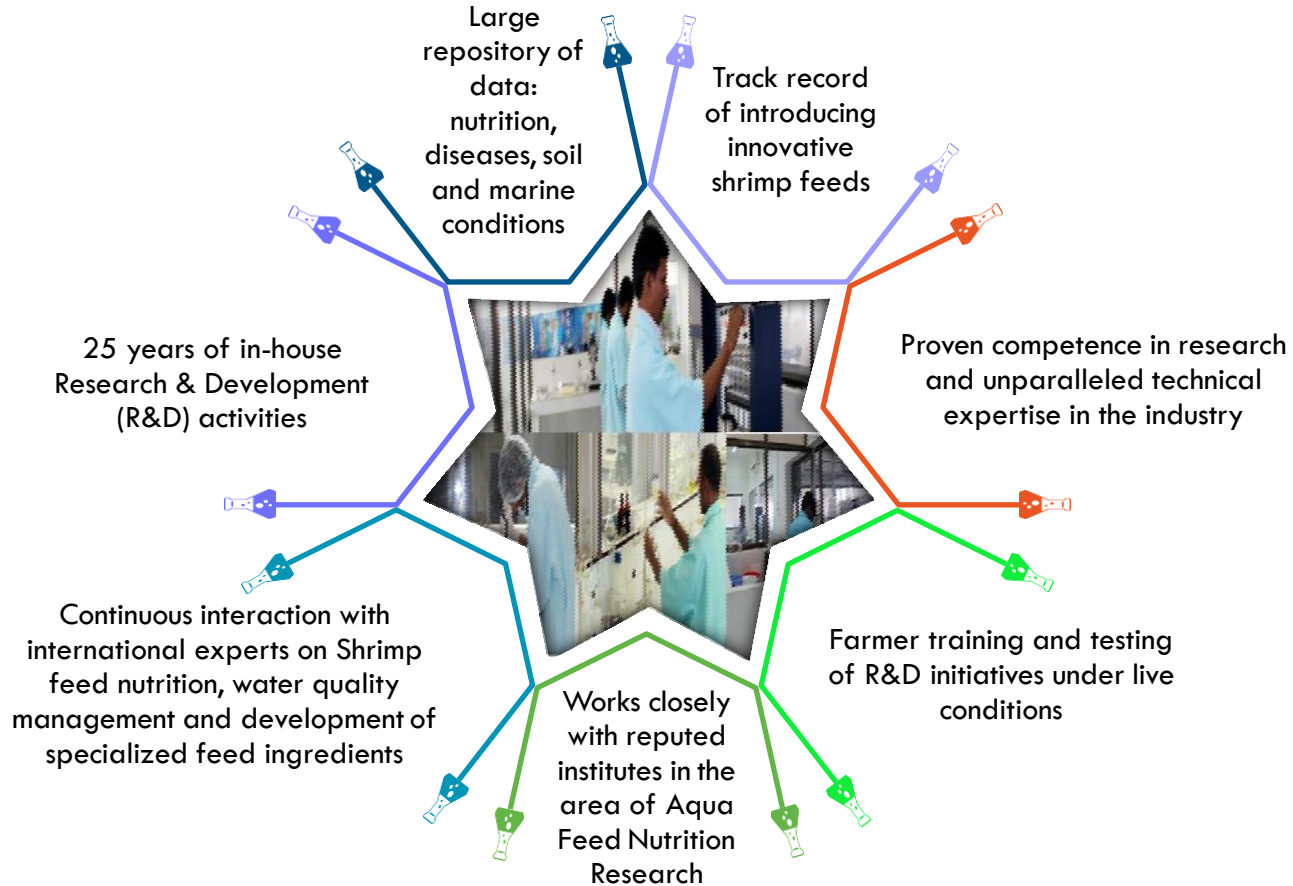 Large
repository of
data:
nutrition,
diseases, soil
and marine
conditions
Track record
of introducing
innovative
shrimp feeds
25 years of in-house
Research & Development
(R&D) activities
Proven competence in research
and unparalleled technical
expertise in the industry
Continuous interaction with
international experts on Shrimp
feed nutrition, water quality
management and development of
specialized feed ingredients
Farmer training and testing
of R&D initiatives under live
conditions
Works closely
with reputed
institutes in the
area of Aqua
Feed Nutrition
Research